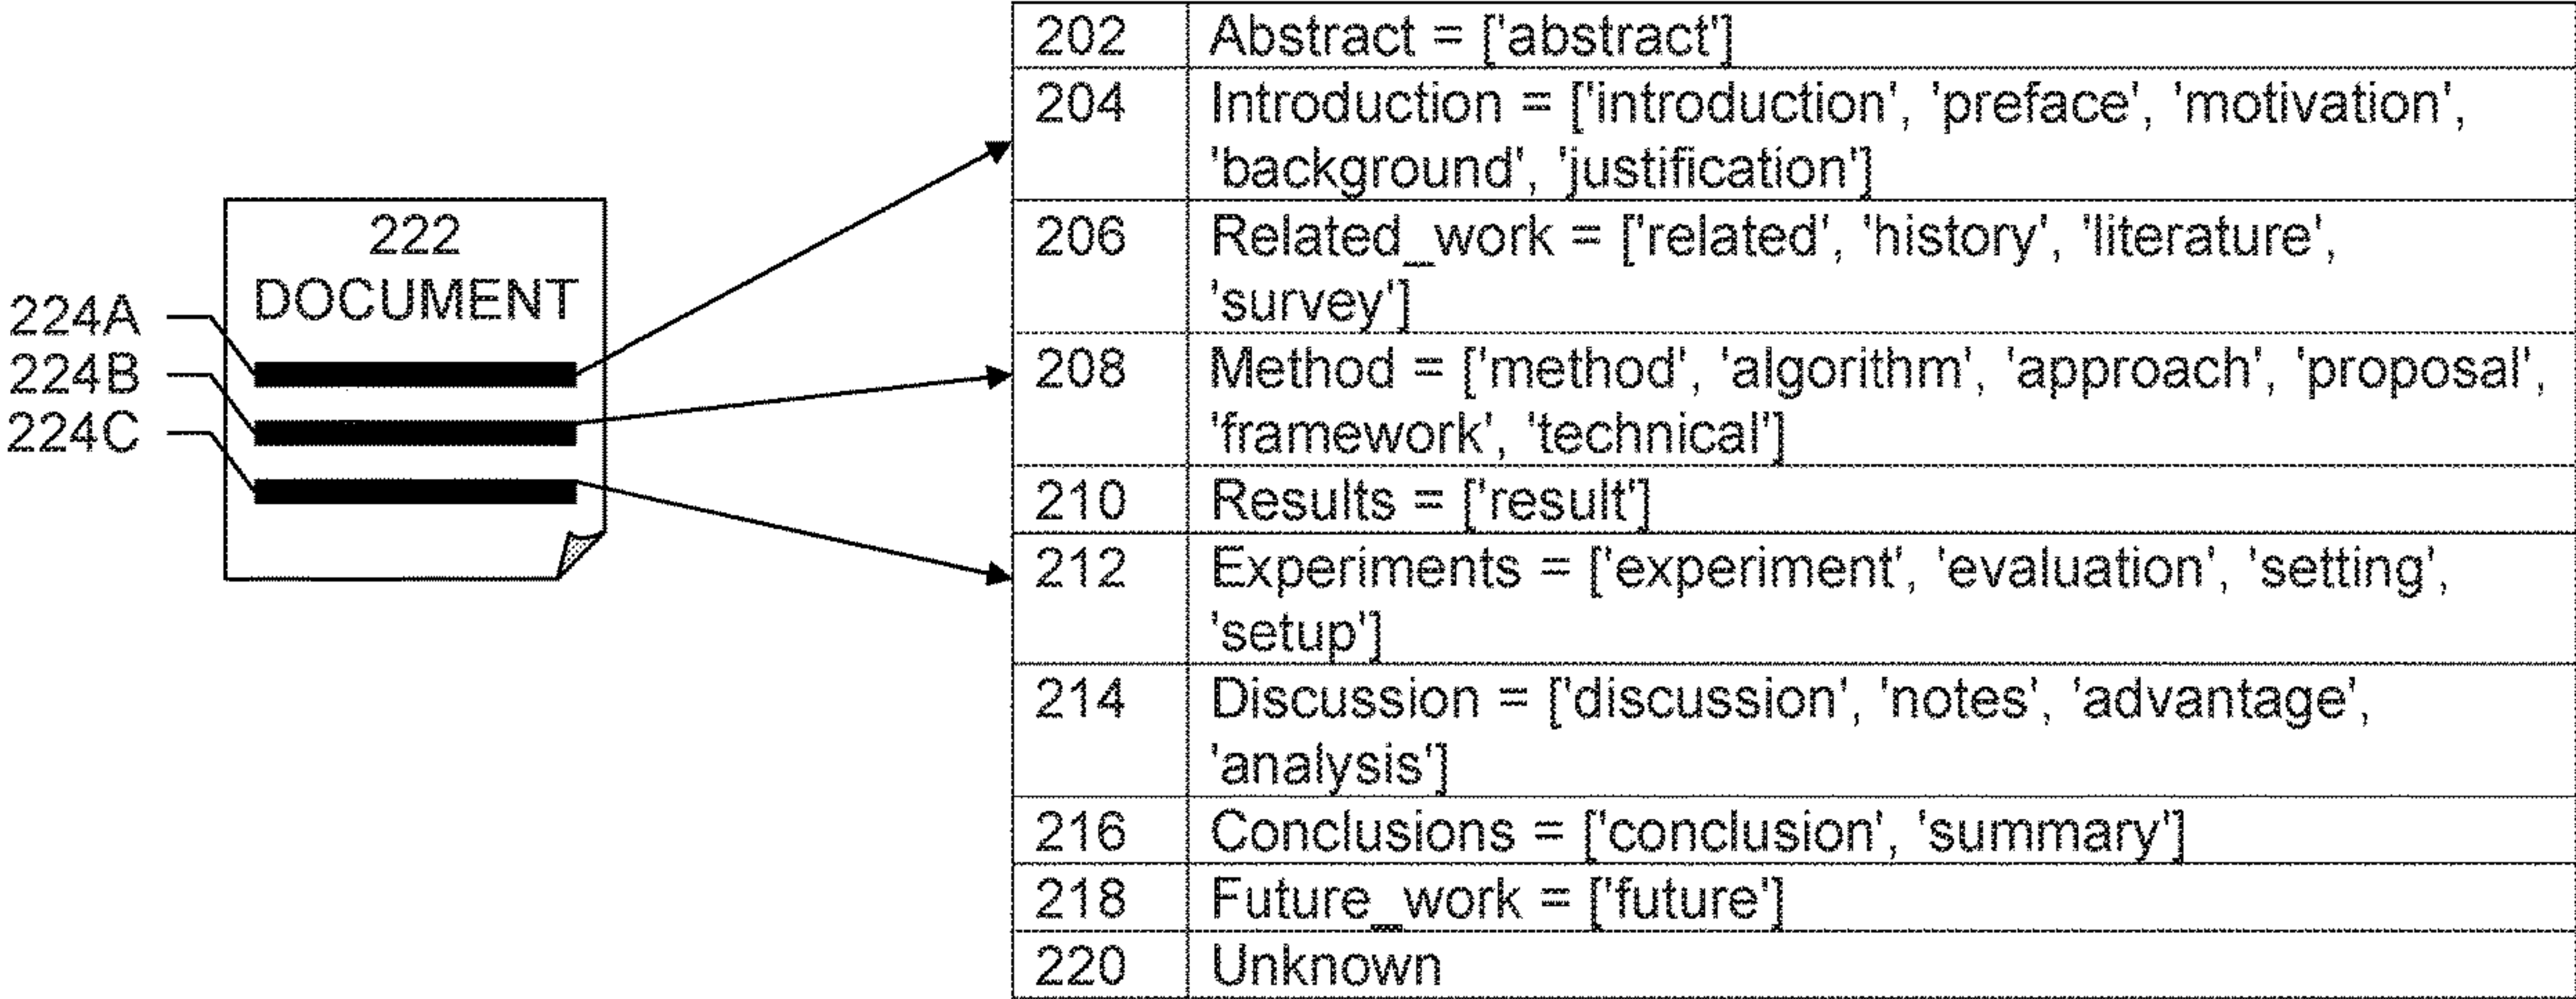 222
DOCUMENT
224A
224B
224C
202 Abstract = ['abstract']
204 Introduction = ['introduction', 'preface', 'motivation',
'background', 'justification']
206 Related_work = ['related', 'history', 'literature',
'survey']
208 Method = ['method', 'algorithm', 'approach', 'proposal',
'framework', 'technical']
210 Results = ['result']
212 Experiments = ['experiment', 'evaluation', 'setting',
'setup']
214 Discussion = ['discussion', 'notes', 'advantage',
'analysis']
216 Conclusions = ['conclusion', 'summary']
218 Future_work = ['future']
220 Unknown